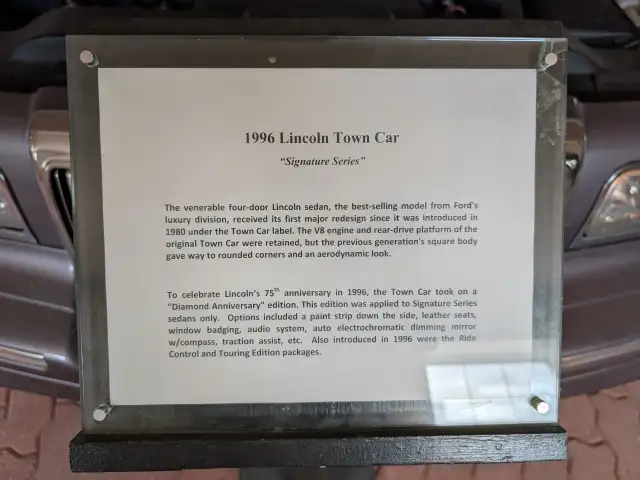 1996 Lincoln Town Car
“Signature Series”
The venerable four-door Lincoln sedan, the best-selling model from Ford's
luxury division, received its first major redesign since it was introduced in
1980 under the Town Car label. The V8 engine and rear-drive platform of the
original Town Car were retained, but the previous generation's square body
gave way to rounded corners and an aerodynamic look.
To celebrate Lincoln's 75th anniversary in 1996, the Town Car took on a
“Diamond Anniversary” edition. This edition was applied to Signature Series
sedans only. Options included a paint strip down the side, leather seats,
window badging, audio system, auto electrochromatic dimming mirror
w/compass, traction assist, etc. Also introduced in 1996 were the Ride
Control and Touring Edition packages.